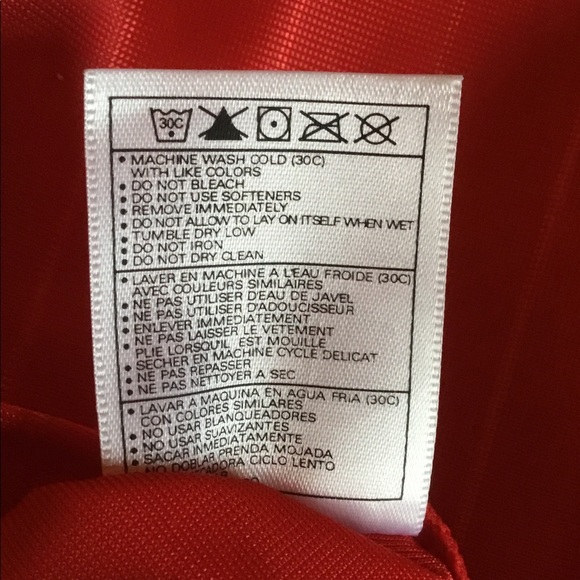 30C
• MACHINE WASH COLD (30C)
WITH LIKE COLORS
• DO NOT BLEACH
• DO NOT USE SOFTENERS
• REMOVE IMMEDIATELY
• DO NOT ALLOW TO LAY ON ITSELF WHEN WET
• TUMBLE DRY LOW
• DO NOT IRON
• DO NOT DRY CLEAN
• LAVER EN MACHINE A L'EAU FROIDE (30C)
AVEC COULEURS SIMILAIRES
• NE PAS UTILISER D'EAU DE JAVEL
• NE PAS UTILISER D'ADOUCISSEUR
• ENLEVER IMMEDIATEMENT
• NE PAS LAISSER LE VETEMENT
PLIE LORSQU'IL EST MOUILLE
• SECHER EN MACHINE CYCLE DELICAT
• NE PAS REPASSER
• NE PAS NETTOYER A SEC
• LAVAR A MAQUINA EN AGUA FRIA (30C)
CON COLORES SIMILARES
• NO USAR BLANQUEADORES
• NO USAR SUAVIZANTES
• SACAR INMEDIATAMENTE
• NO DOBLAR PRENDA MOJADA
CICLO LENTO